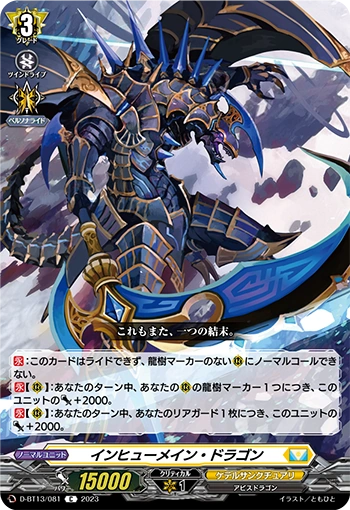 3
グレード
ツインドライブ
ペルソナライド
これもまた、一つの結末。
永:このカードはライドできず、龍樹マーカーのないVにノーマルコールできない。
永【V】:あなたのターン中、あなたのVの龍樹マーカー1つにつき、このユニットのパワー+2000。
永【V】:あなたのターン中、あなたのリアガード1枚につき、このユニットのパワー+2000。
ノーマルユニット
インヒューメイン・ドラゴン
パワー 15000
クリティカル
1
ケテルサンクチュアリ
アビスドラゴン
D-BT13/081 C 2023
イラスト/ともひと